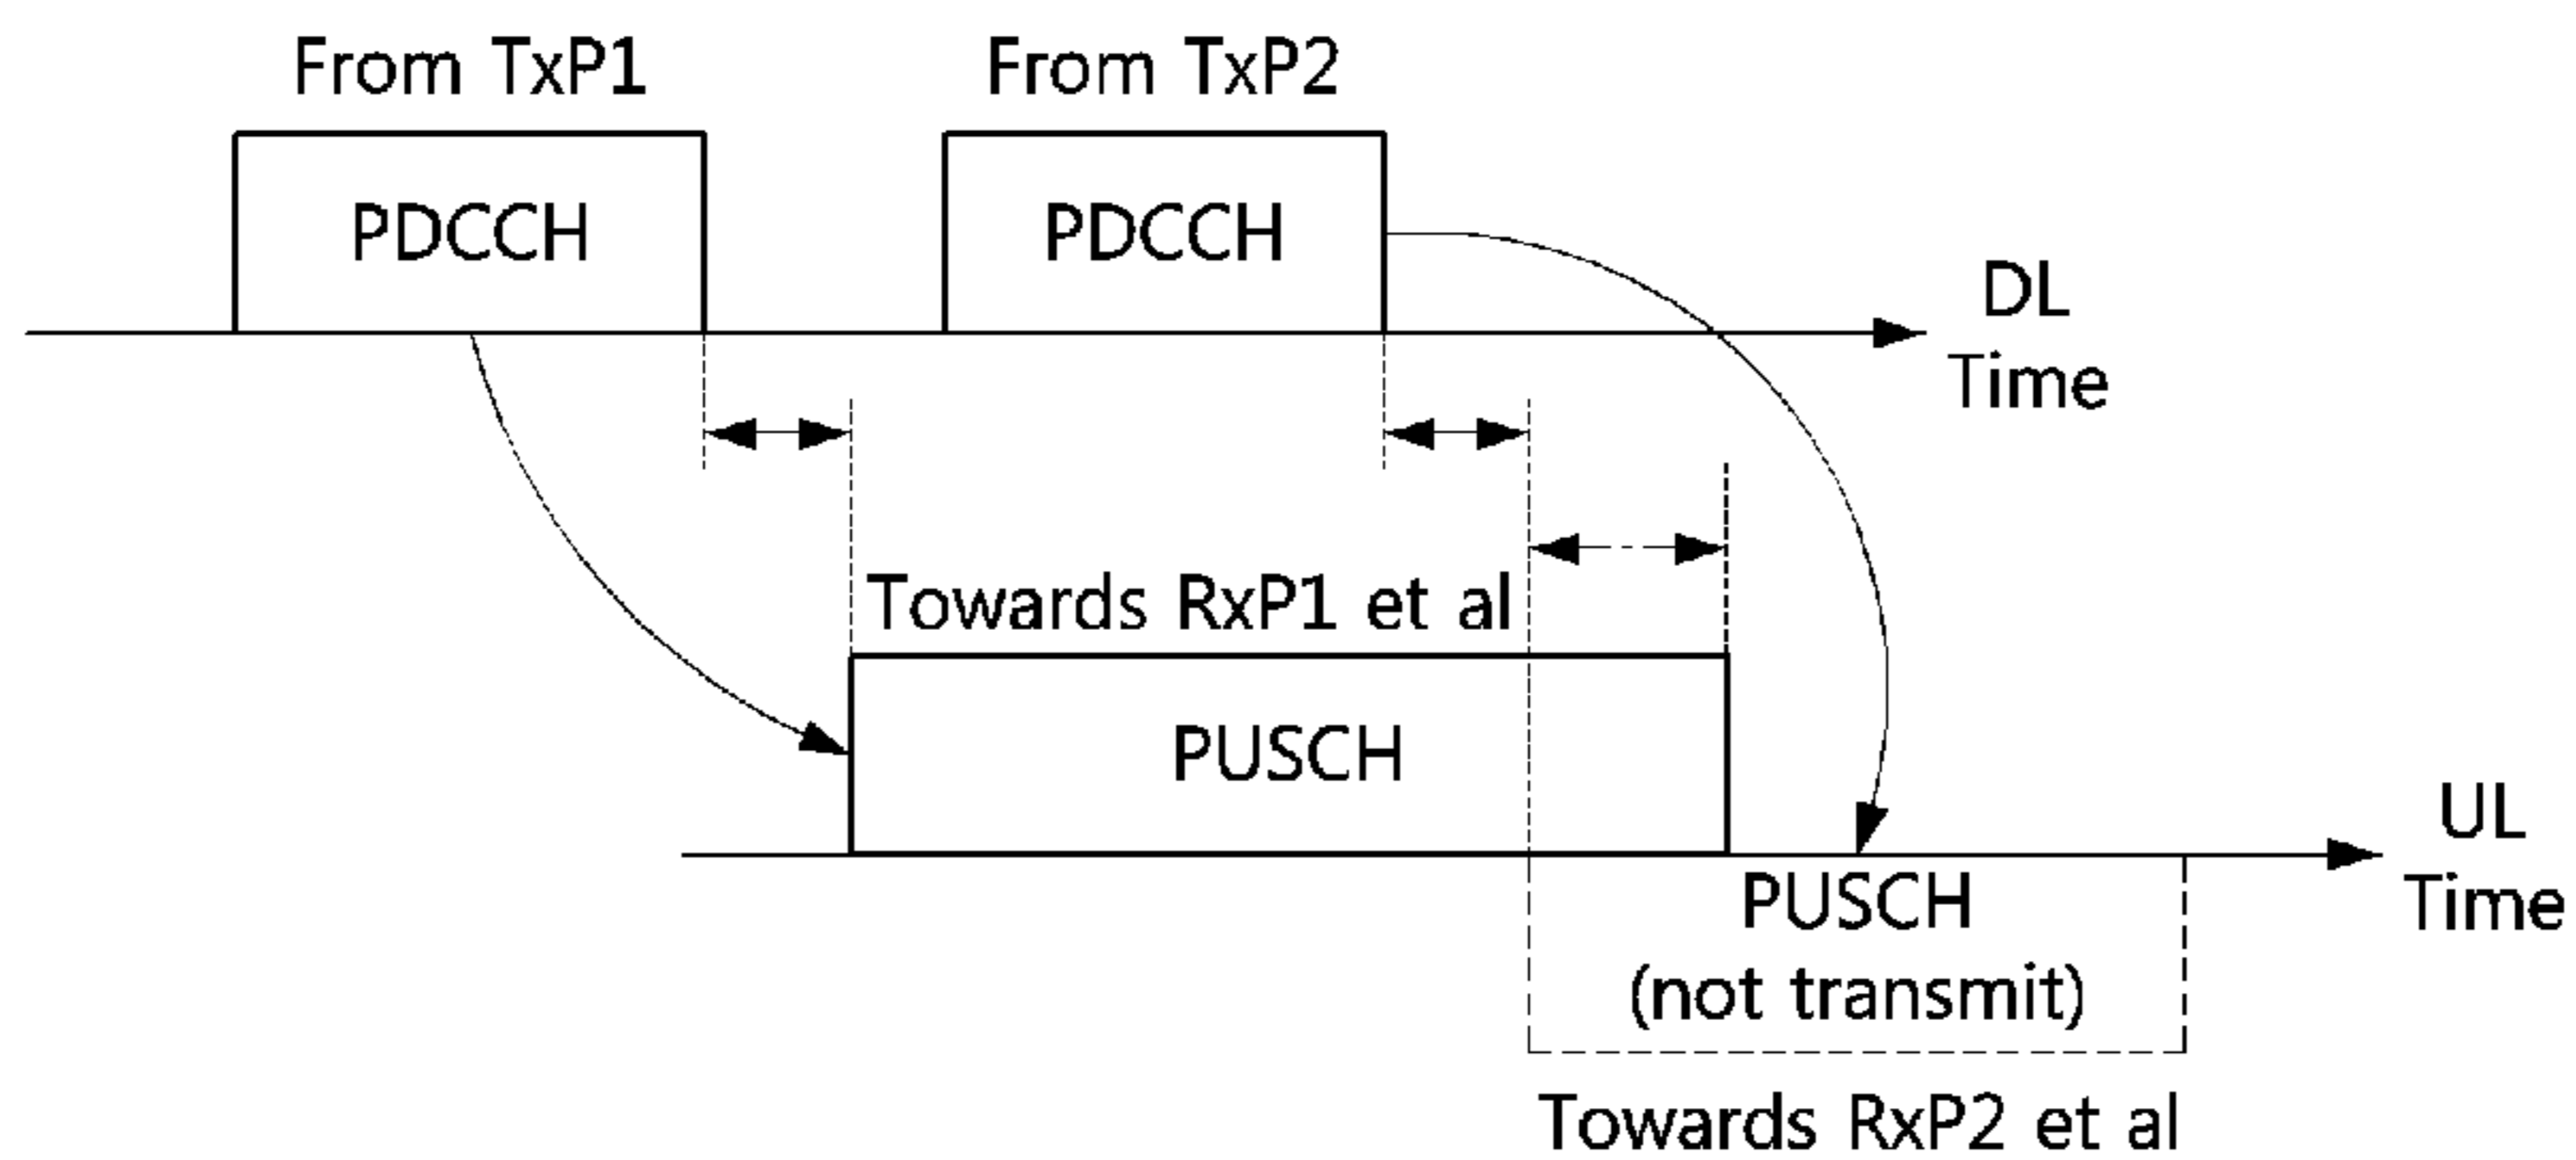 From TxP1
From TxP2
PDCCH
PDCCH
DL
Time
Towards RxP1 et al
PUSCH
UL
Time
PUSCH
(not transmit)
Towards RxP2 et al